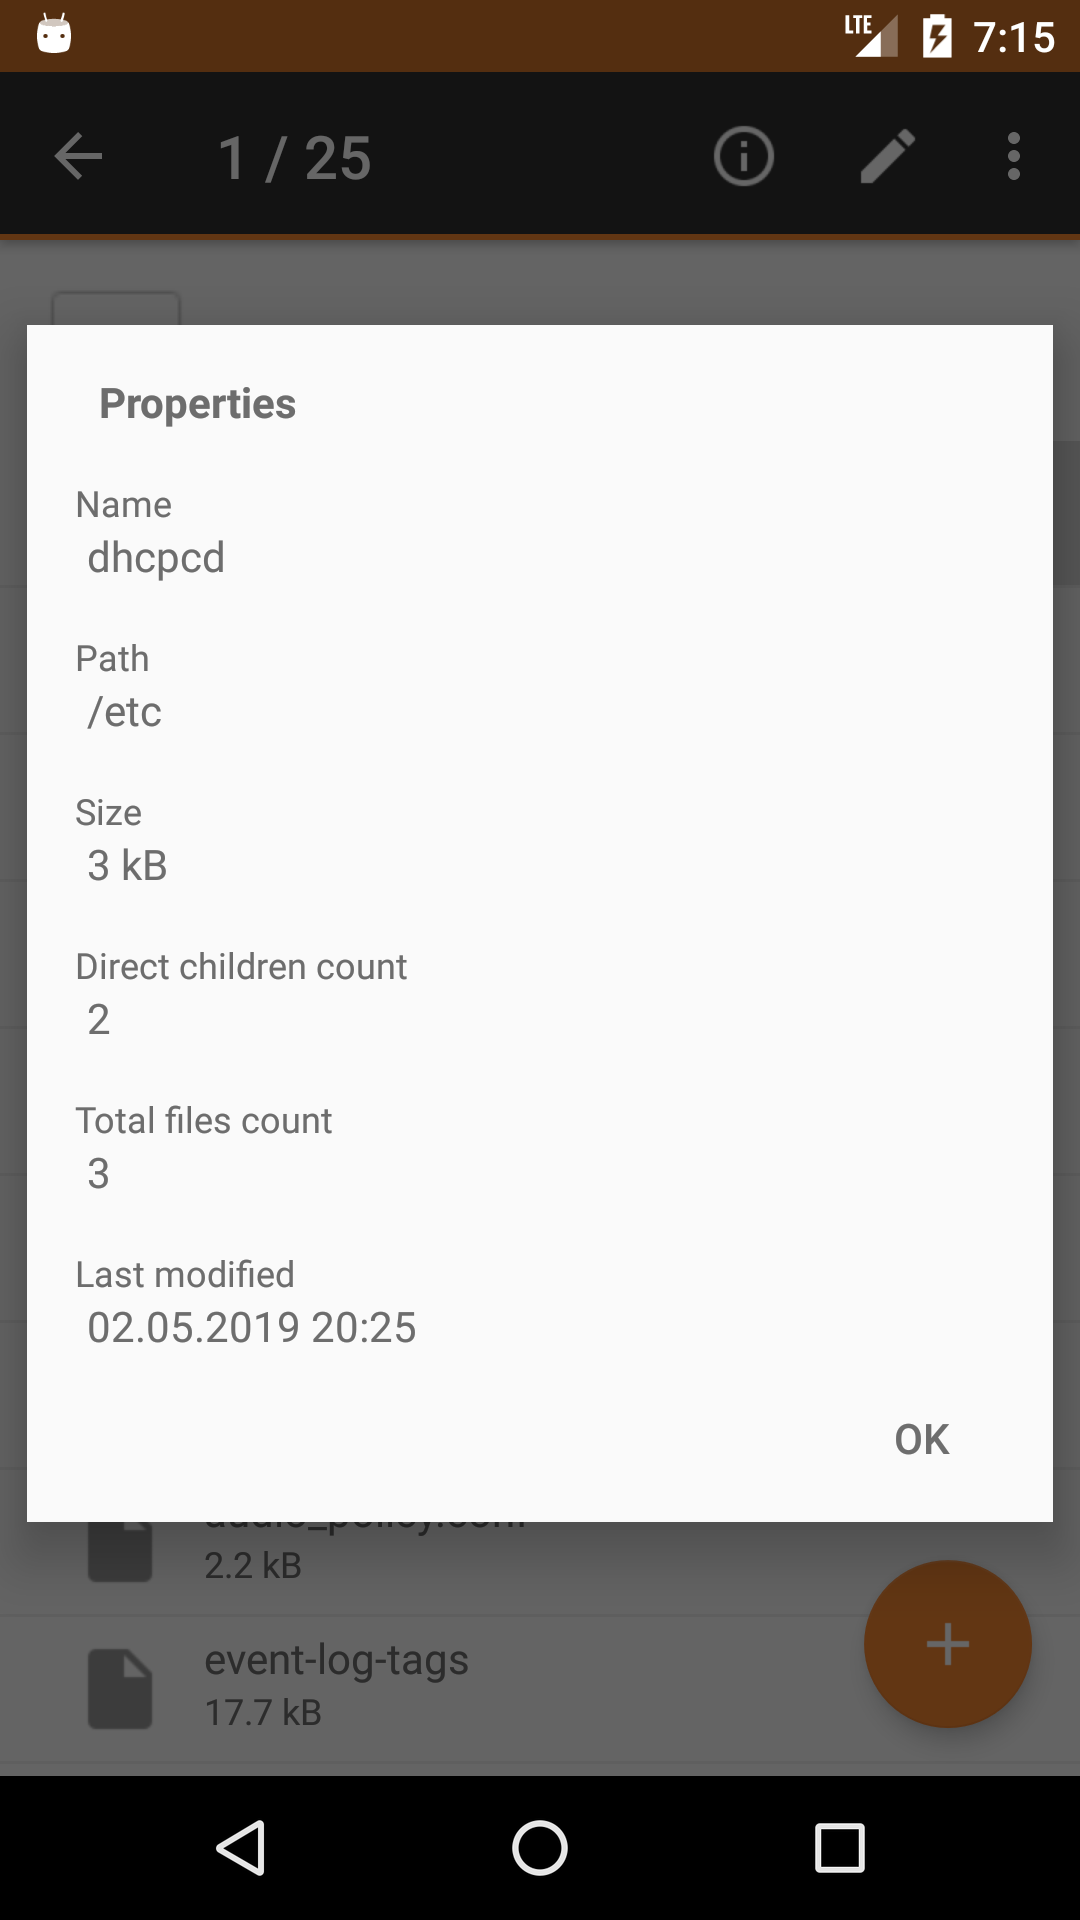 LTE 7:15
1 / 25
Properties
Name
dhcpcd
Path
/etc
Size
3 kB
Direct children count
2
Total files count
3
Last modified
02.05.2019 20:25
OK
audio_policy.conf
2.2 kB
event-log-tags
17.7 kB